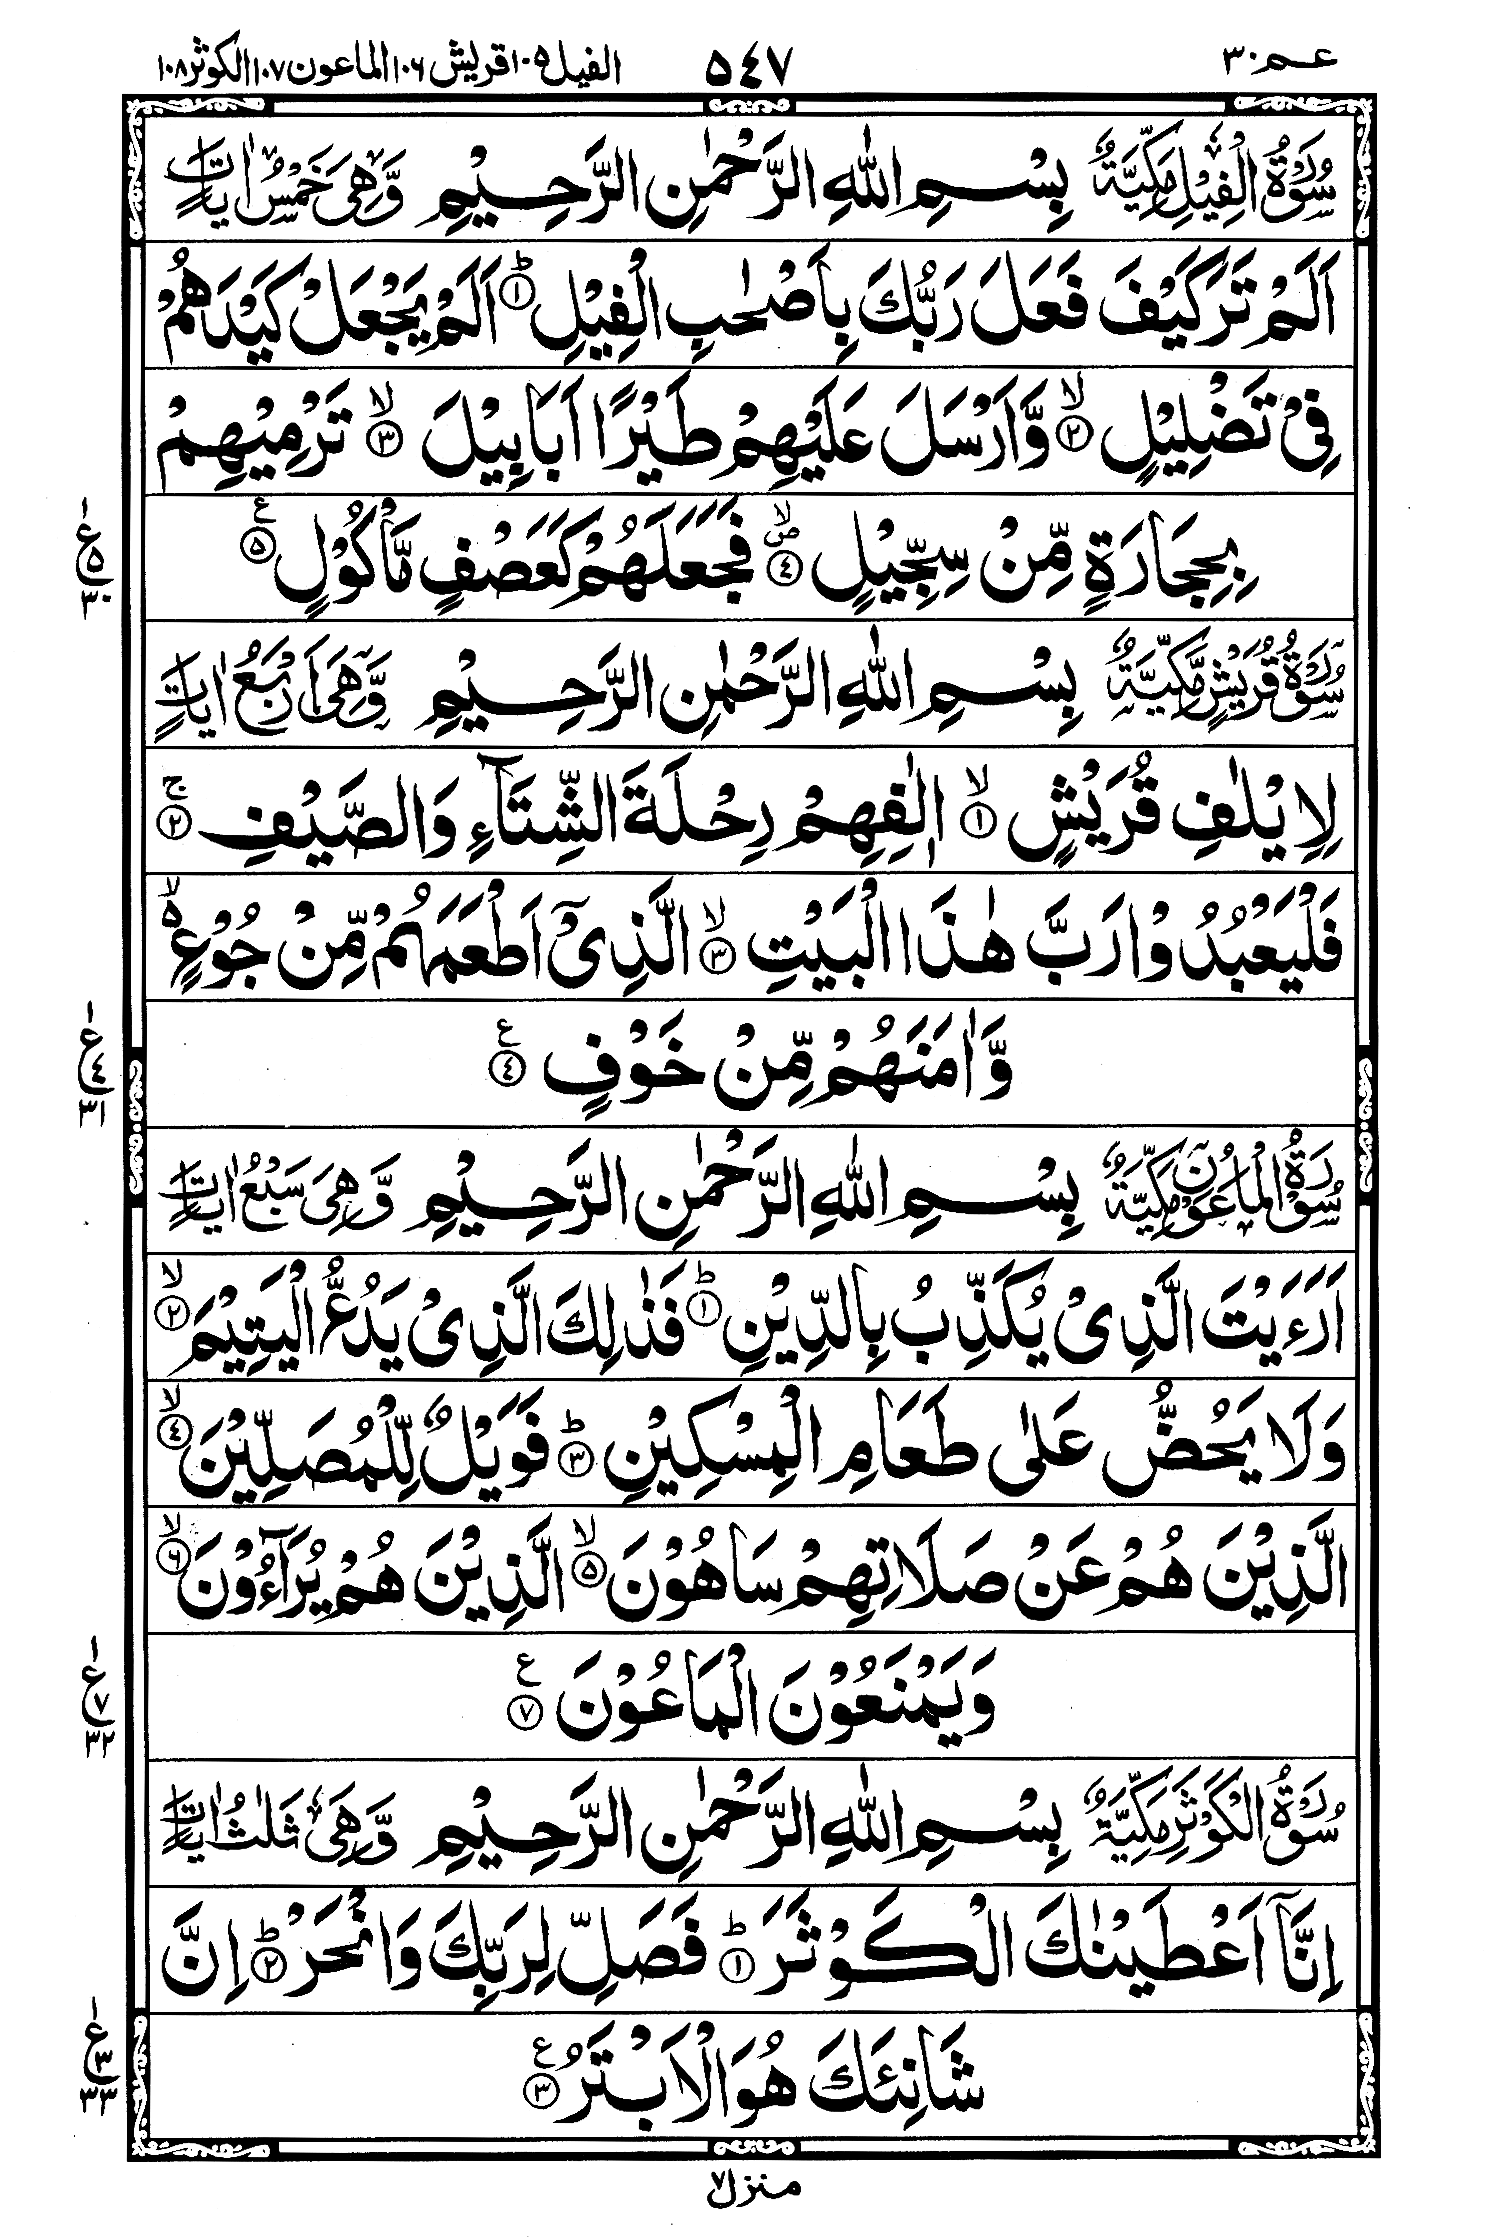 عـم ٣٠
٥٤٧
الفيل ١٠٥ قريش ١٠٦ الماعون ١٠٧ الكوثر ١٠٨
سُوْرَةُ الْفِيْلِ مَكِّيَّةٌ بِسْمِ اللّٰهِ الرَّحْمٰنِ الرَّحِيْمِ وَّهِىَ خَمْسُ اٰيَاتٍ
اَلَمْ تَرَ كَيْفَ فَعَلَ رَبُّكَ بِاَصْحٰبِ الْفِيْلِ ؕ﴿١﴾ اَلَمْ يَجْعَلْ كَيْدَهُمْ
فِىْ تَضْلِيْلٍ ۙ﴿٢﴾ وَّاَرْسَلَ عَلَيْهِمْ طَيْرًا اَبَابِيْلَ ۙ﴿٣﴾ تَرْمِيْهِمْ
بِحِجَارَةٍ مِّنْ سِجِّيْلٍ ۙ ص ﴿٤﴾ فَجَعَلَهُمْ كَعَصْفٍ مَّاْكُوْلٍ ع ﴿٥﴾
١ ع ٥ ٣٠
سُوْرَةُ قُرَيْشٍ مَّكِّيَّةٌ بِسْمِ اللّٰهِ الرَّحْمٰنِ الرَّحِيْمِ وَّهِىَ اَرْبَعُ اٰيَاتٍ
لِاِيْلٰفِ قُرَيْشٍ ۙ﴿١﴾ اٖلٰفِهِمْ رِحْلَةَ الشِّتَآءِ وَالصَّيْفِ ۚ﴿٢﴾
فَلْيَعْبُدُوْا رَبَّ هٰذَا الْبَيْتِ ۙ﴿٣﴾ الَّذِىْٓ اَطْعَمَهُمْ مِّنْ جُوْعٍ ۙ۬
وَّاٰمَنَهُمْ مِّنْ خَوْفٍ ع ﴿٤﴾
١ ع ٤ ٣١
سُوْرَةُ الْمَاعُوْنَ مَكِّيَّةٌ بِسْمِ اللّٰهِ الرَّحْمٰنِ الرَّحِيْمِ وَّهِىَ سَبْعُ اٰيَاتٍ
اَرَءَيْتَ الَّذِىْ يُكَذِّبُ بِالدِّيْنِ ؕ﴿١﴾ فَذٰلِكَ الَّذِىْ يَدُعُّ الْيَتِيْمَ ۙ﴿٢﴾
وَلَا يَحُضُّ عَلٰى طَعَامِ الْمِسْكِيْنِ ؕ﴿٣﴾ فَوَيْلٌ لِّلْمُصَلِّيْنَ ۙ﴿٤﴾
الَّذِيْنَ هُمْ عَنْ صَلَاتِهِمْ سَاهُوْنَ ۙ﴿٥﴾ الَّذِيْنَ هُمْ يُرَآءُوْنَ ۙ﴿٦﴾
وَيَمْنَعُوْنَ الْمَاعُوْنَ ع ﴿٧﴾
١ ع ٧ ٣٢
سُوْرَةُ الْكَوْثَرِ مَكِّيَّةٌ بِسْمِ اللّٰهِ الرَّحْمٰنِ الرَّحِيْمِ وَّهِىَ ثَلٰثُ اٰيَاتٍ
اِنَّآ اَعْطَيْنٰكَ الْكَوْثَرَ ؕ﴿١﴾ فَصَلِّ لِرَبِّكَ وَانْحَرْ ؕ﴿٢﴾ اِنَّ
شَانِئَكَ هُوَ الْاَبْتَرُ ع ﴿٣﴾
١ ع ٣ ٣٣
منزل ٧